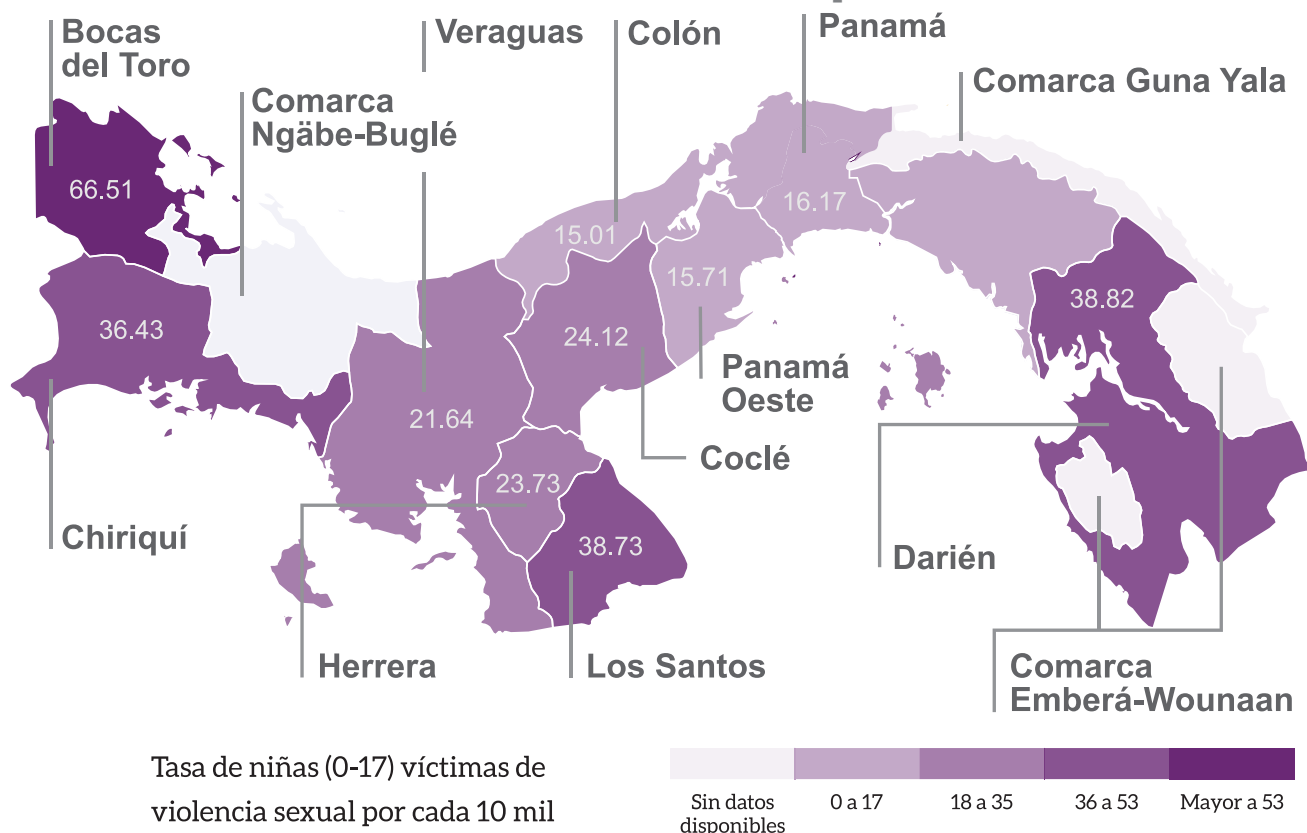 Bocas
del Toro
Veraguas
Colón
Panamá
Comarca
Ngäbe-Buglé
Comarca Guna Yala
66.51
15.01
16.17
36.43
15.71
38.82
24.12
21.64
Panamá
Oeste
Coclé
23.73
38.73
Chiriquí
Darién
Herrera
Los Santos
Comarca
Emberá-Wounaan
Tasa de niñas (0-17) víctimas de
violencia sexual por cada 10 mil
Sin datos
disponibles
0 a 17
18 a 35
36 a 53
Mayor a 53